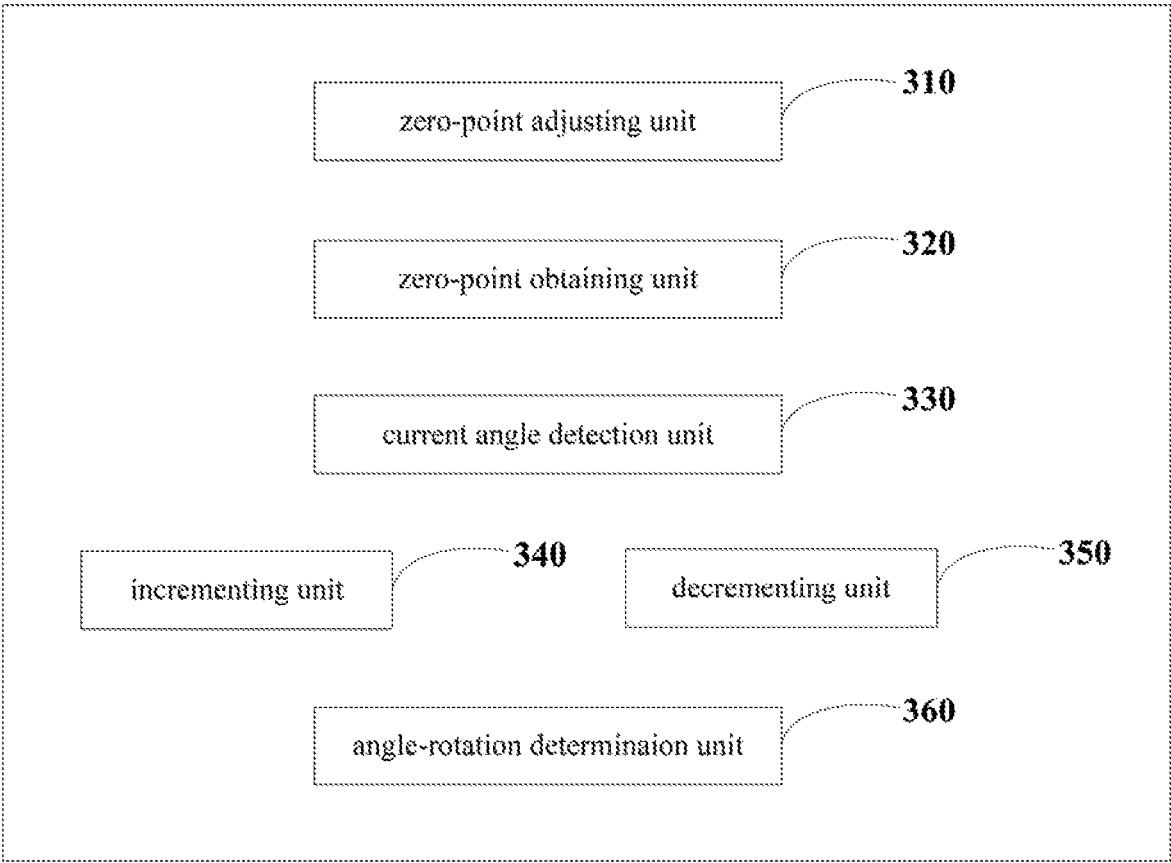 310
zero-point adjusting unit
320
zero-point obtaining unit
330
current angle detection unit
340
incrementing unit
350
decrementing unit
360
angle-rotation determinaion unit